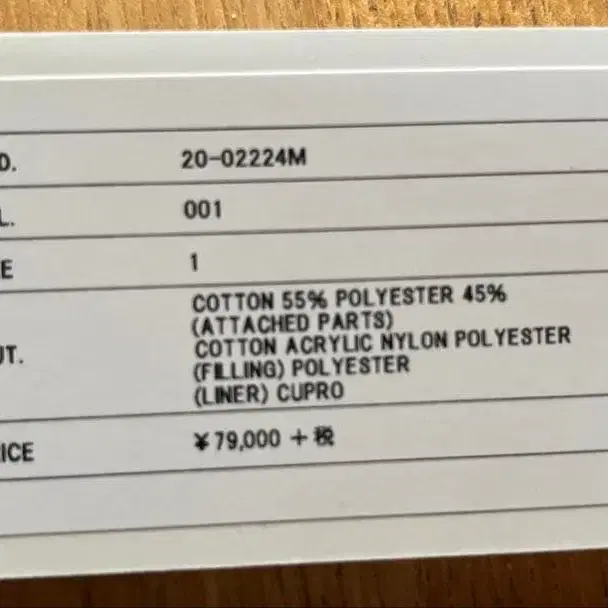 D. 20-02224M
L. 001
E 1
UT. COTTON 55% POLYESTER 45%
(ATTACHED PARTS)
COTTON ACRYLIC NYLON POLYESTER
(FILLING) POLYESTER
(LINER) CUPRO
ICE ¥79,000 +税